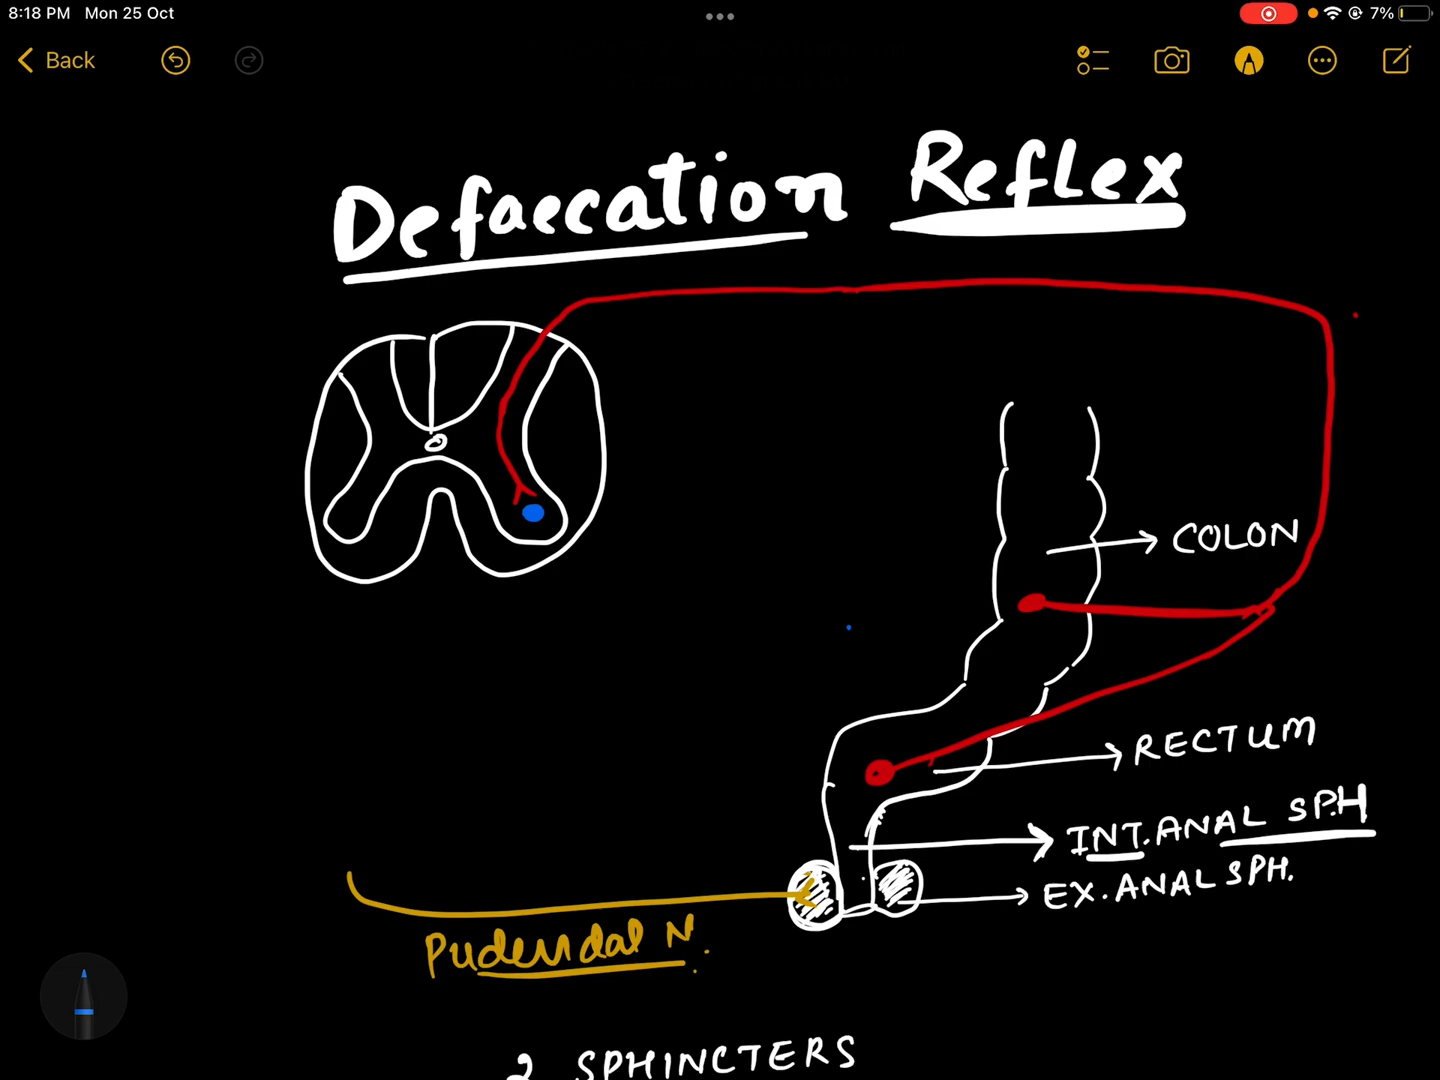 8:18 PM Mon 25 Oct
7%
Back
Defaecation Reflex
COLON
RECTUM
INT. ANAL SPH
EX. ANAL SPH.
Pudendal N.
2 SPHINCTERS